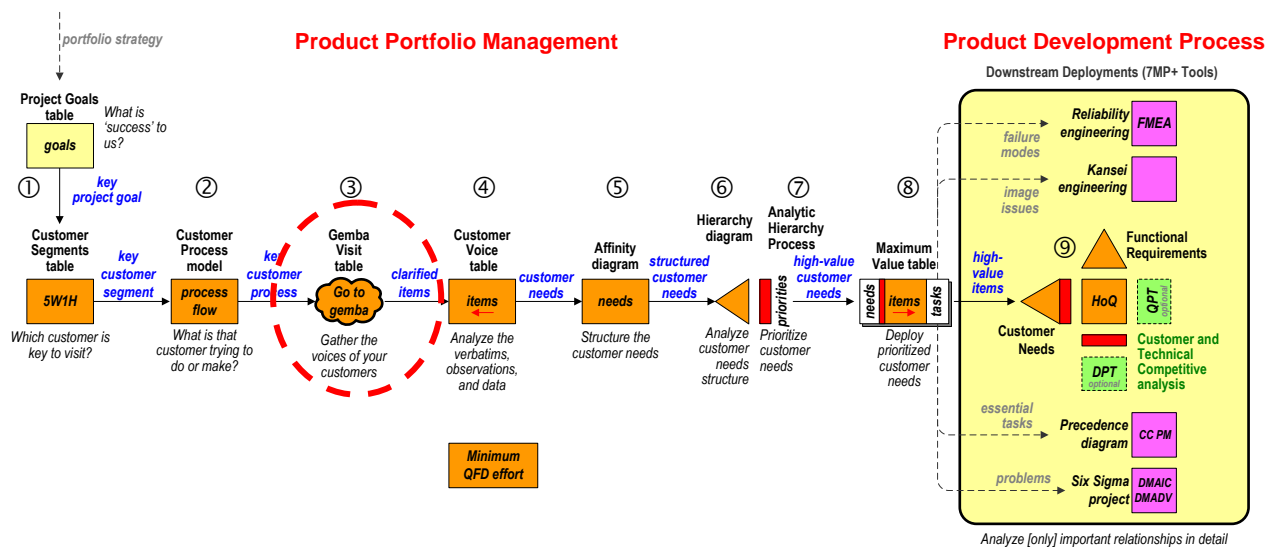 portfolio strategy
Product Portfolio Management
Product Development Process
Downstream Deployments (7MP+ Tools)
Project Goals
table
What is
‘success’ to
us?
goals
①
key
project goal
Customer
Segments
table
5W1H
Which customer is
key to visit?
key
customer
segment
②
Customer
Process
model
process
flow
What is that
customer trying to
do or make?
key
customer
process
③
Gemba
Visit
table
Go to
gemba
Gather the
voices of your
customers
clarified
items
④
Customer
Voice
table
items
Analyze the
verbatims,
observations,
and data
customer
needs
⑤
Affinity
diagram
needs
Structure the
customer needs
structured
customer
needs
⑥
Hierarchy
diagram
Analyze
customer
needs
structure
⑦
Analytic
Hierarchy
Process
priorities
Prioritize
customer
needs
high-value
customer
needs
⑧
Maximum
Value table
needs
items
tasks
Deploy
prioritized
customer
needs
high-
value
items
failure
modes
Reliability
engineering
FMEA
image
issues
Kansei
engineering
⑨
Functional
Requirements
Customer
Needs
HoQ
QPT
optional
Customer and
Technical
Competitive
analysis
DPT
optional
essential
tasks
Precedence
diagram
CC PM
problems
Six Sigma
project
DMAIC
DMADV
Minimum
QFD effort
Analyze [only] important relationships in detail